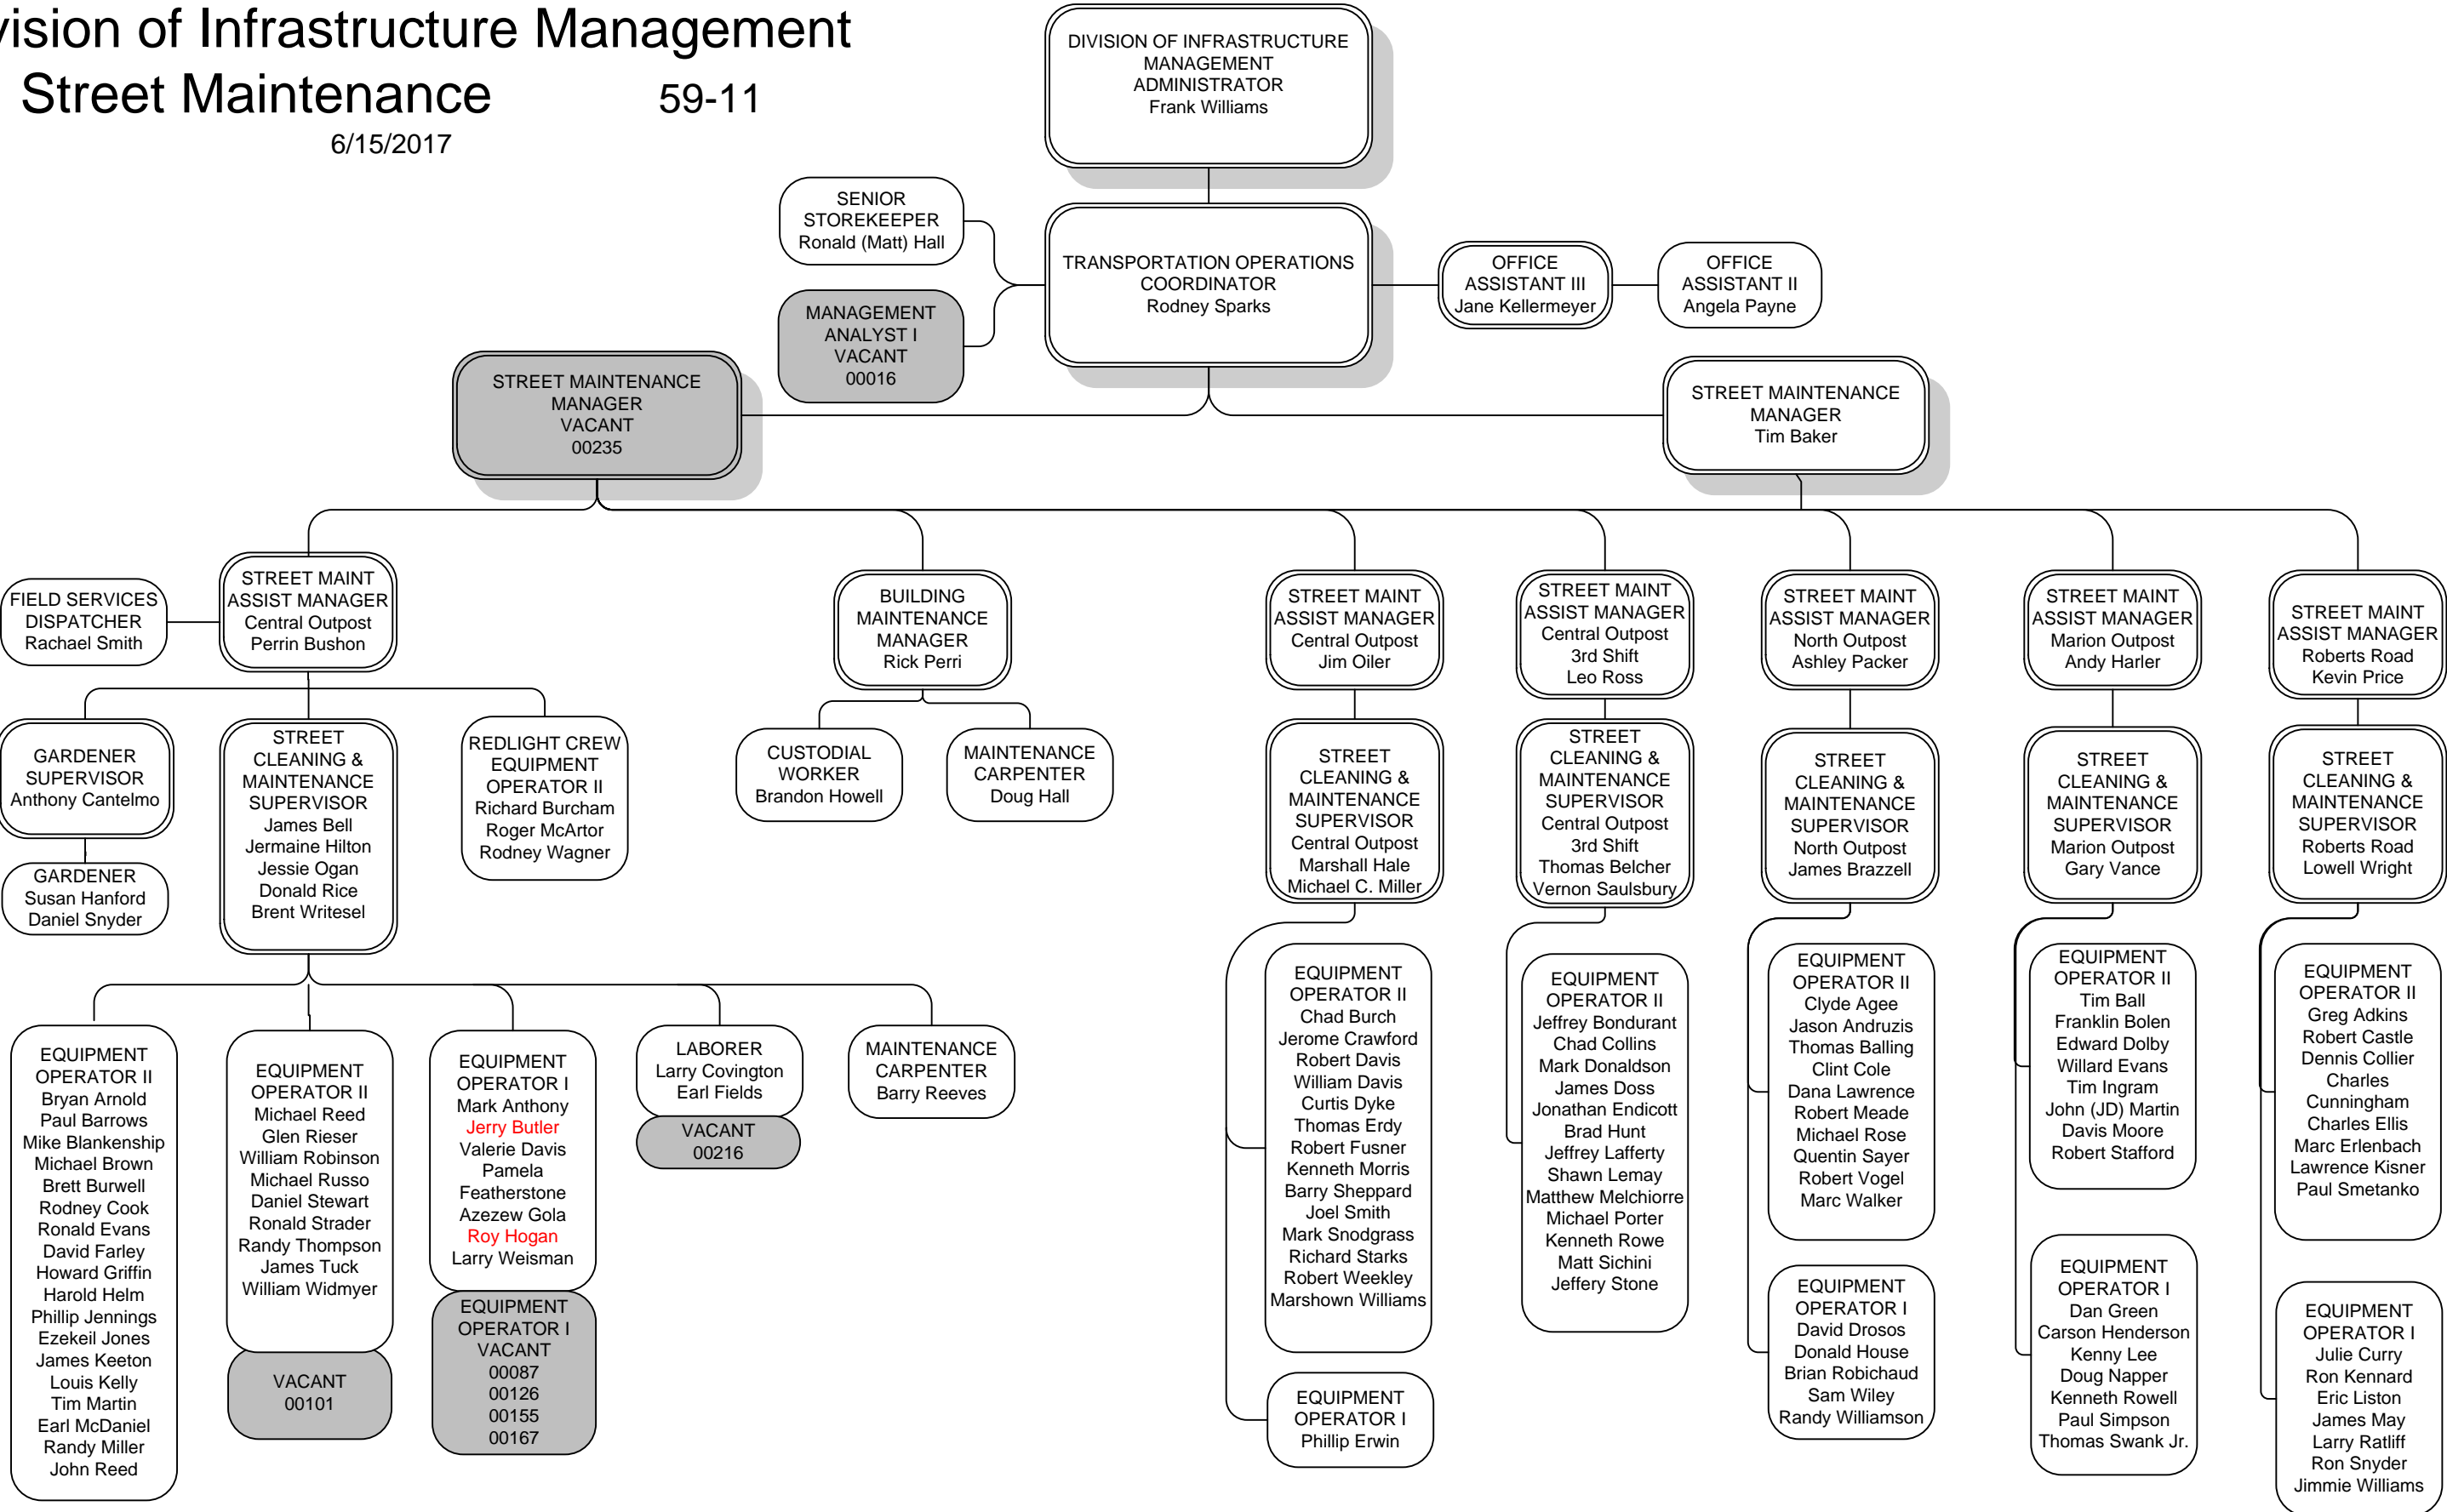 vision of Infrastructure Management
Street Maintenance 59-11
6/15/2017
DIVISION OF INFRASTRUCTURE
MANAGEMENT
ADMINISTRATOR
Frank Williams
SENIOR
STOREKEEPER
Ronald (Matt) Hall
MANAGEMENT
ANALYST I
VACANT
00016
TRANSPORTATION OPERATIONS
COORDINATOR
Rodney Sparks
OFFICE
ASSISTANT III
Jane Kellermeyer
OFFICE
ASSISTANT II
Angela Payne
STREET MAINTENANCE
MANAGER
VACANT
00235
STREET MAINTENANCE
MANAGER
Tim Baker
FIELD SERVICES
DISPATCHER
Rachael Smith
STREET MAINT
ASSIST MANAGER
Central Outpost
Perrin Bushon
BUILDING
MAINTENANCE
MANAGER
Rick Perri
STREET MAINT
ASSIST MANAGER
Central Outpost
Jim Oiler
STREET MAINT
ASSIST MANAGER
Central Outpost
3rd Shift
Leo Ross
STREET MAINT
ASSIST MANAGER
North Outpost
Ashley Packer
STREET MAINT
ASSIST MANAGER
Marion Outpost
Andy Harler
STREET MAINT
ASSIST MANAGER
Roberts Road
Kevin Price
GARDENER
SUPERVISOR
Anthony Cantelmo
GARDENER
Susan Hanford
Daniel Snyder
STREET
CLEANING &
MAINTENANCE
SUPERVISOR
James Bell
Jermaine Hilton
Jessie Ogan
Donald Rice
Brent Writesel
REDLIGHT CREW
EQUIPMENT
OPERATOR II
Richard Burcham
Roger McArtor
Rodney Wagner
CUSTODIAL
WORKER
Brandon Howell
MAINTENANCE
CARPENTER
Doug Hall
STREET
CLEANING &
MAINTENANCE
SUPERVISOR
Central Outpost
Marshall Hale
Michael C. Miller
STREET
CLEANING &
MAINTENANCE
SUPERVISOR
Central Outpost
3rd Shift
Thomas Belcher
Vernon Saulsbury
STREET
CLEANING &
MAINTENANCE
SUPERVISOR
North Outpost
James Brazzell
STREET
CLEANING &
MAINTENANCE
SUPERVISOR
Marion Outpost
Gary Vance
STREET
CLEANING &
MAINTENANCE
SUPERVISOR
Roberts Road
Lowell Wright
EQUIPMENT
OPERATOR II
Bryan Arnold
Paul Barrows
Mike Blankenship
Michael Brown
Brett Burwell
Rodney Cook
Ronald Evans
David Farley
Howard Griffin
Harold Helm
Phillip Jennings
Ezekeil Jones
James Keeton
Louis Kelly
Tim Martin
Earl McDaniel
Randy Miller
John Reed
EQUIPMENT
OPERATOR II
Michael Reed
Glen Rieser
William Robinson
Michael Russo
Daniel Stewart
Ronald Strader
Randy Thompson
James Tuck
William Widmyer
VACANT
00101
EQUIPMENT
OPERATOR I
Mark Anthony
Jerry Butler
Valerie Davis
Pamela
Featherstone
Azezew Gola
Roy Hogan
Larry Weisman
EQUIPMENT
OPERATOR I
VACANT
00087
00126
00155
00167
LABORER
Larry Covington
Earl Fields
VACANT
00216
MAINTENANCE
CARPENTER
Barry Reeves
EQUIPMENT
OPERATOR II
Chad Burch
Jerome Crawford
Robert Davis
William Davis
Curtis Dyke
Thomas Erdy
Robert Fusner
Kenneth Morris
Barry Sheppard
Joel Smith
Mark Snodgrass
Richard Starks
Robert Weekley
Marshown Williams
EQUIPMENT
OPERATOR I
Phillip Erwin
EQUIPMENT
OPERATOR II
Jeffrey Bondurant
Chad Collins
Mark Donaldson
James Doss
Jonathan Endicott
Brad Hunt
Jeffrey Lafferty
Shawn Lemay
Matthew Melchiorre
Michael Porter
Kenneth Rowe
Matt Sichini
Jeffery Stone
EQUIPMENT
OPERATOR II
Clyde Agee
Jason Andruzis
Thomas Balling
Clint Cole
Dana Lawrence
Robert Meade
Michael Rose
Quentin Sayer
Robert Vogel
Marc Walker
EQUIPMENT
OPERATOR I
David Drosos
Donald House
Brian Robichaud
Sam Wiley
Randy Williamson
EQUIPMENT
OPERATOR II
Tim Ball
Franklin Bolen
Edward Dolby
Willard Evans
Tim Ingram
John (JD) Martin
Davis Moore
Robert Stafford
EQUIPMENT
OPERATOR I
Dan Green
Carson Henderson
Kenny Lee
Doug Napper
Kenneth Rowell
Paul Simpson
Thomas Swank Jr.
EQUIPMENT
OPERATOR II
Greg Adkins
Robert Castle
Dennis Collier
Charles
Cunningham
Charles Ellis
Marc Erlenbach
Lawrence Kisner
Paul Smetanko
EQUIPMENT
OPERATOR I
Julie Curry
Ron Kennard
Eric Liston
James May
Larry Ratliff
Ron Snyder
Jimmie Williams